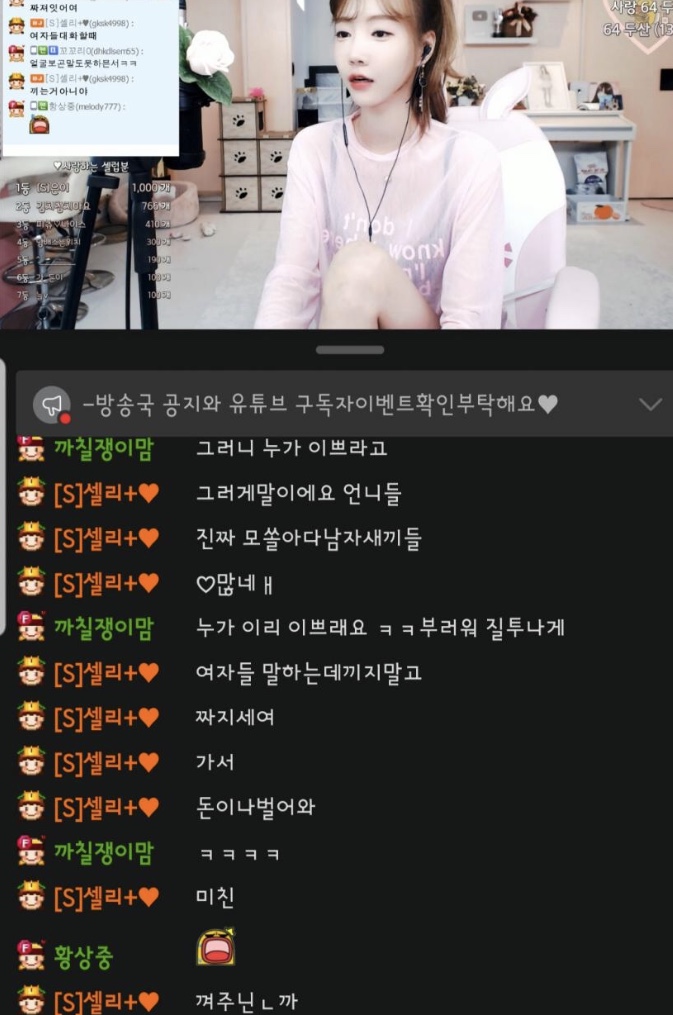 짜져잇어여
[S]셀리+♥(gksk4998) :
여자들대화할때
꼬꼬리0(dhkdlsem65) :
얼굴보곤말도못하믄서ㅋㅋ
[S]셀리+♥(gksk4998) :
끼는거아니야
황상중(melody777) :
♥사랑하는 셀럽분
1등 [S]은이 1,000개
2등 766개
3등 410개
4등 300개
5등 190개
6등 100개
7등 100개
사랑 64 두
64 두산 (13
I don't
know
I'm
-방송국 공지와 유튜브 구독자이벤트확인부탁해요♥
까칠쟁이맘 그러니 누가 이쁘라고
[S]셀리+♥ 그러게말이에요 언니들
[S]셀리+♥ 진짜 모쏠아다남자새끼들
[S]셀리+♥ ♡많네ㅐ
까칠쟁이맘 누가 이리 이쁘래요 ㅋㅋ부러워 질투나게
[S]셀리+♥ 여자들 말하는데끼지말고
[S]셀리+♥ 짜지세여
[S]셀리+♥ 가서
[S]셀리+♥ 돈이나벌어와
까칠쟁이맘 ㅋㅋㅋㅋ
[S]셀리+♥ 미친
황상중
[S]셀리+♥ 껴주닌ㄴ까